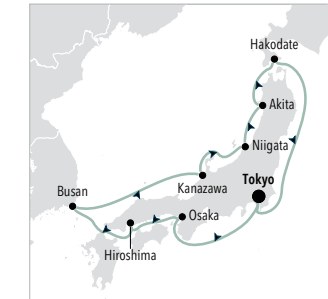 Hakodate
Akita
Niigata
Kanazawa
Tokyo
Busan
Osaka
Hiroshima